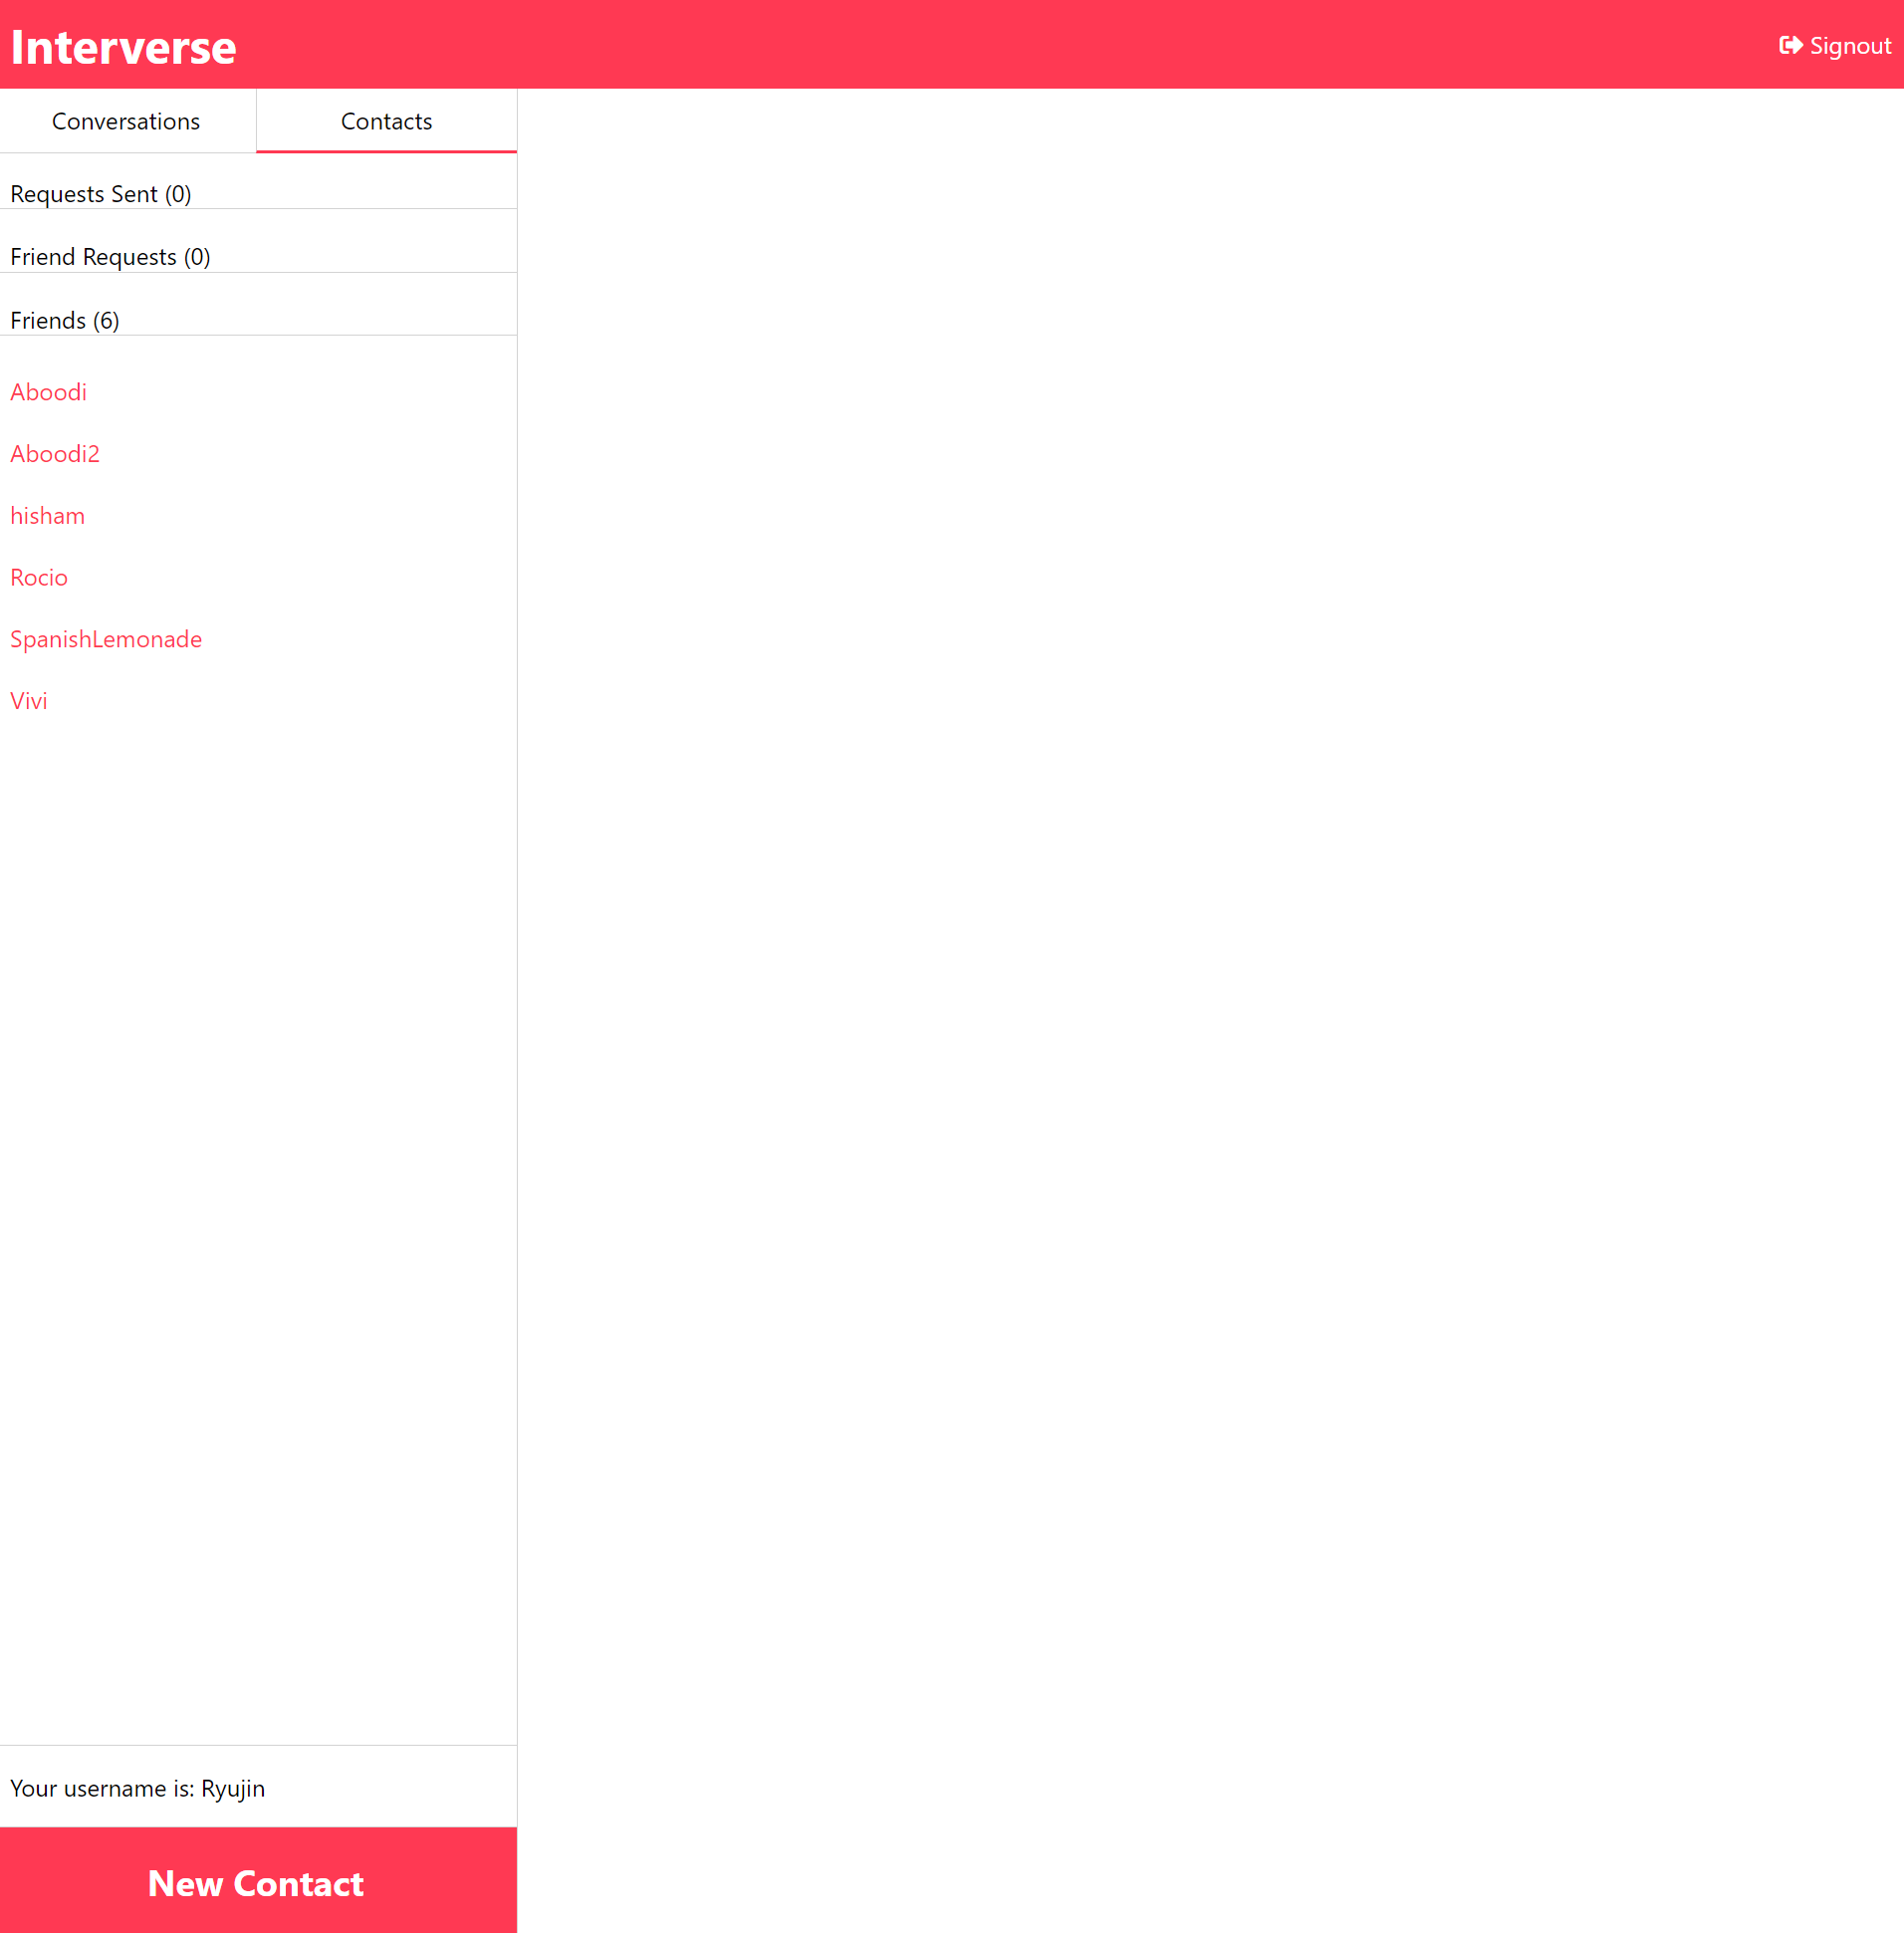 Interverse
Signout
Conversations
Contacts
Requests Sent (0)
Friend Requests (0)
Friends (6)
Aboodi
Aboodi2
hisham
Rocio
SpanishLemonade
Vivi
Your username is: Ryujin
New Contact